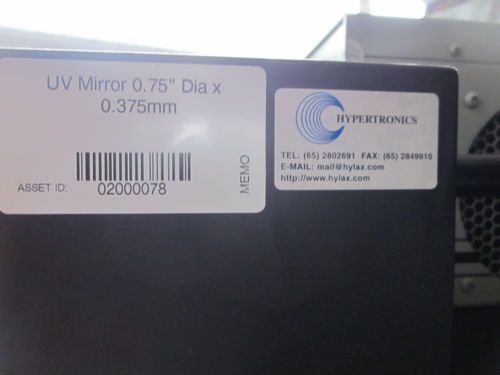 UV Mirror 0.75" Dia x
0.375mm
ASSET ID: 02000078
MEMO
HYPERTRONICS
TEL: (65) 2802691 FAX: (65) 2849910
E-MAIL: mail@hylax.com
http://www.hylax.com